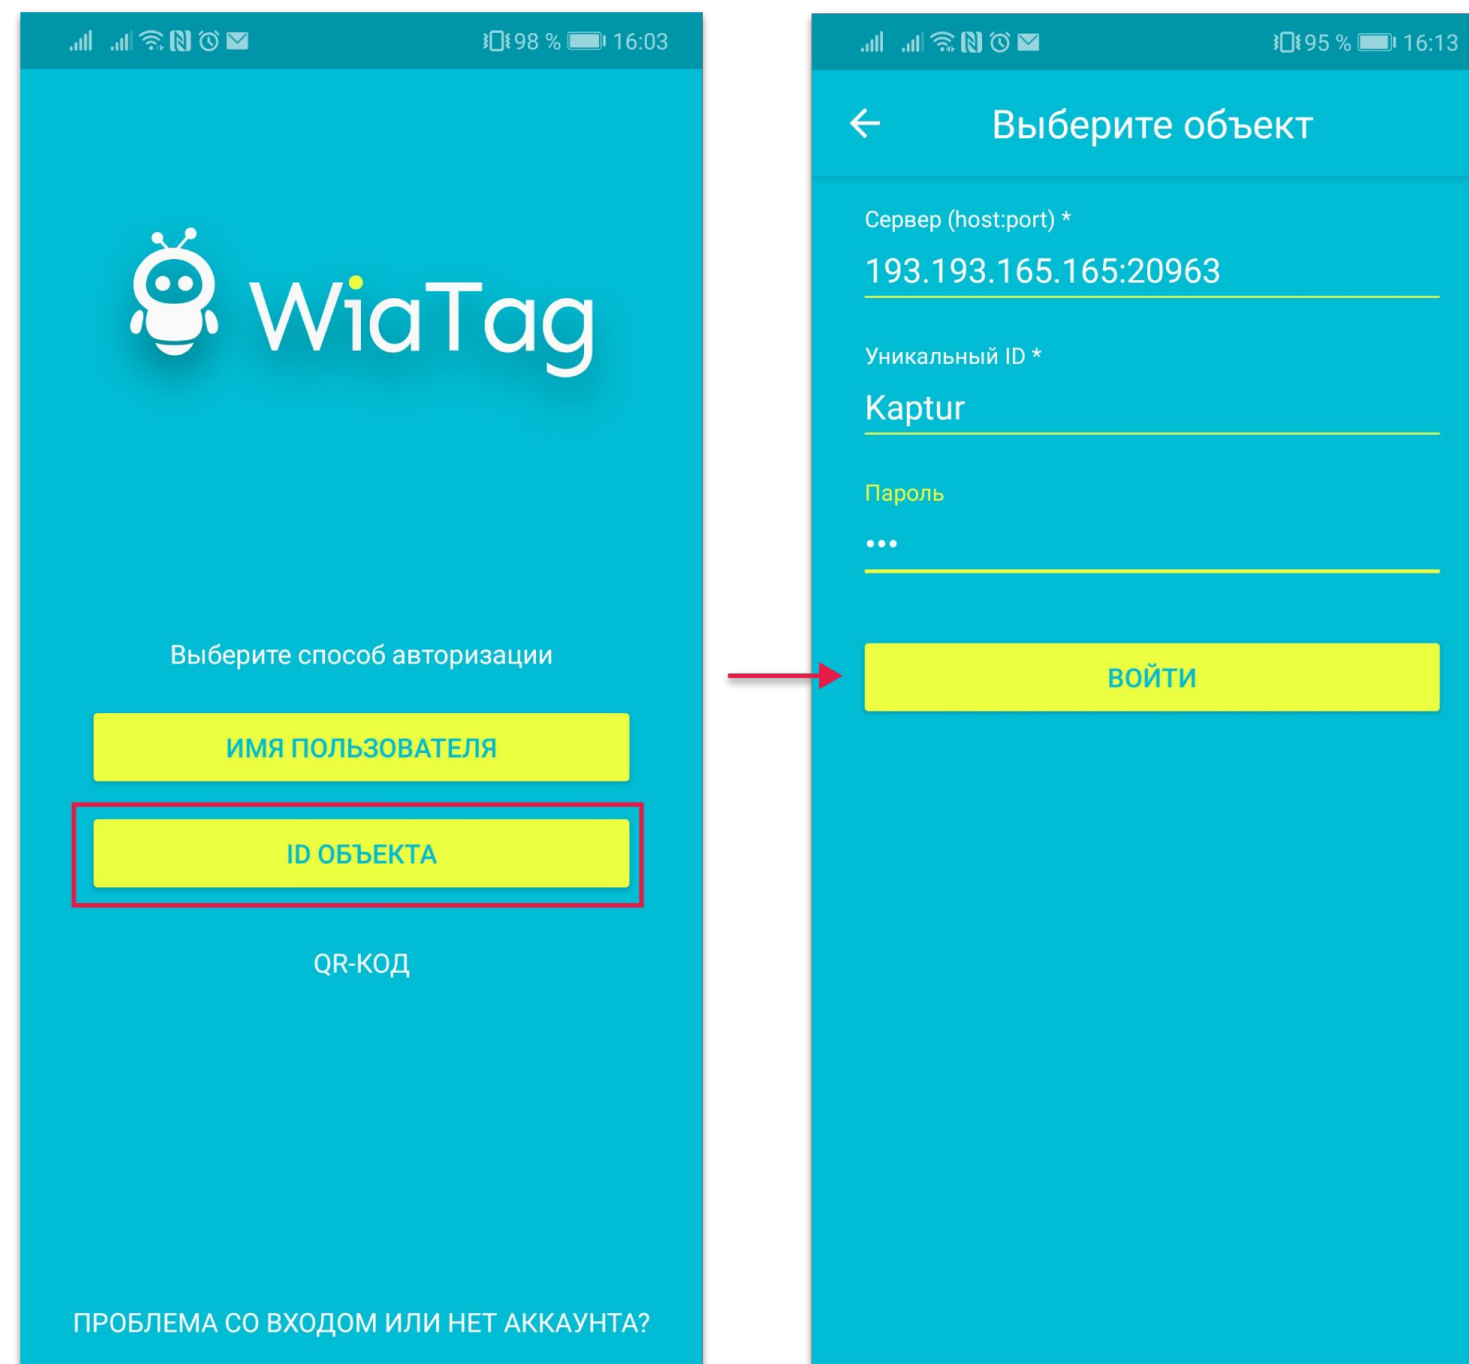 98 % 16:03
WiaTag
Выберите способ авторизации
ИМЯ ПОЛЬЗОВАТЕЛЯ
ID ОБЪЕКТА
QR-КОД
ПРОБЛЕМА СО ВХОДОМ ИЛИ НЕТ АККАУНТА?
95 % 16:13
Выберите объект
Сервер (host:port) *
193.193.165.165:20963
Уникальный ID *
Kaptur
Пароль
•••
ВОЙТИ